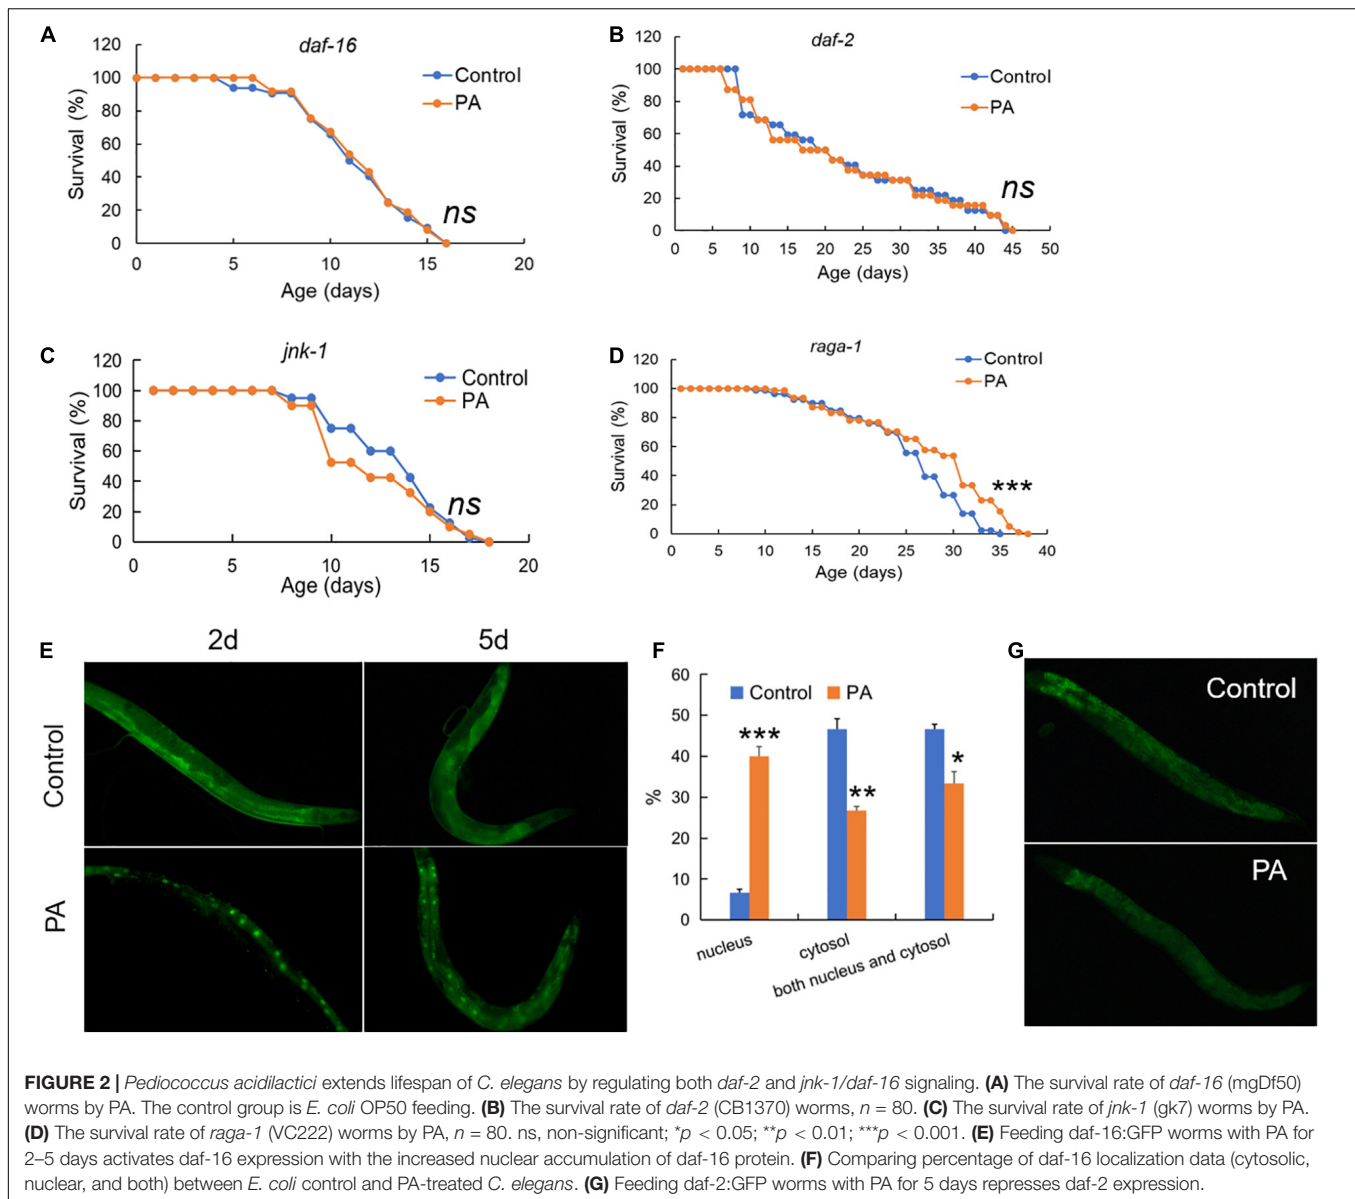 A
daf-16
120
100
80
60
40
20
0
Survival (%)
Control
PA
ns
0 5 10 15 20
Age (days)
B
daf-2
120
100
80
60
40
20
0
Survival (%)
Control
PA
ns
0 5 10 15 20 25 30 35 40 45 50
Age (days)
C
jnk-1
120
100
80
60
40
20
0
Survival (%)
Control
PA
ns
0 5 10 15 20
Age (days)
D
raga-1
120
100
80
60
40
20
0
Survival (%)
Control
PA
***
0 5 10 15 20 25 30 35 40
Age (days)
E
2d 5d
Control
PA
F
60
50
40
30
20
10
0
%
Control PA
***
**
*
nucleus
cytosol
both nucleus and cytosol
G
Control
PA
FIGURE 2 | Pediococcus acidilactici extends lifespan of C. elegans by regulating both daf-2 and jnk-1/daf-16 signaling. (A) The survival rate of daf-16 (mgDf50)
worms by PA. The control group is E. coli OP50 feeding. (B) The survival rate of daf-2 (CB1370) worms, n = 80. (C) The survival rate of jnk-1 (gk7) worms by PA.
(D) The survival rate of raga-1 (VC222) worms by PA, n = 80. ns, non-significant; *p < 0.05; **p < 0.01; ***p < 0.001. (E) Feeding daf-16:GFP worms with PA for
2–5 days activates daf-16 expression with the increased nuclear accumulation of daf-16 protein. (F) Comparing percentage of daf-16 localization data (cytosolic,
nuclear, and both) between E. coli control and PA-treated C. elegans. (G) Feeding daf-2:GFP worms with PA for 5 days represses daf-2 expression.